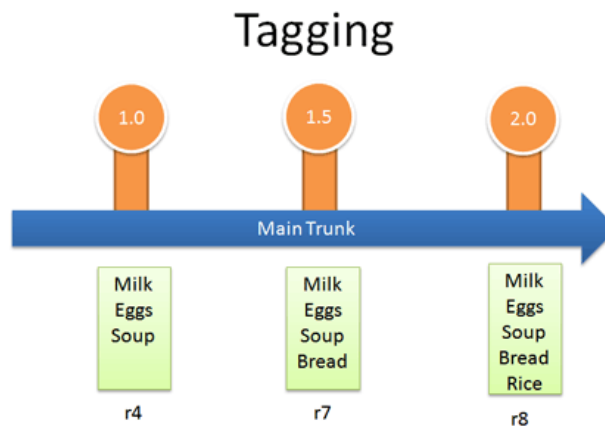 Tagging
1.0
1.5
2.0
Main Trunk
Milk
Eggs
Soup
r4
Milk
Eggs
Soup
Bread
r7
Milk
Eggs
Soup
Bread
Rice
r8